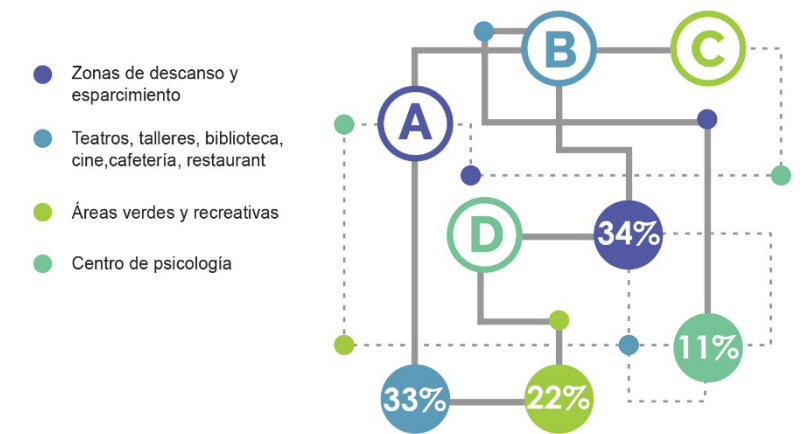 Zonas de descanso y
esparcimiento
Teatros, talleres, biblioteca,
cine,cafetería, restaurant
Áreas verdes y recreativas
Centro de psicología
B
C
A
D
34%
11%
33%
22%